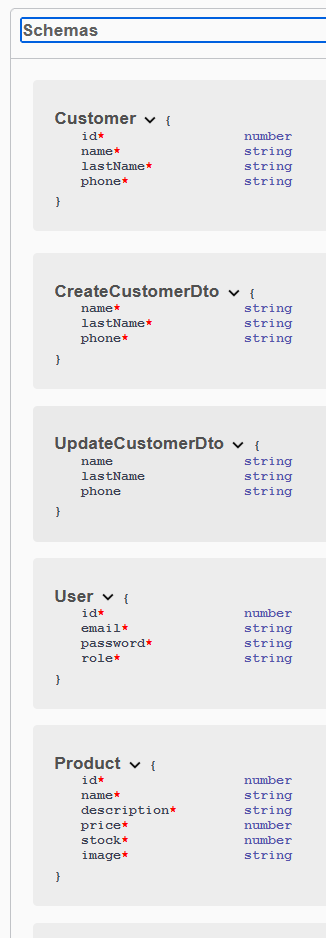 Schemas
Customer {
id* number
name* string
lastName* string
phone* string
}
CreateCustomerDto {
name* string
lastName* string
phone* string
}
UpdateCustomerDto {
name string
lastName string
phone string
}
User {
id* number
email* string
password* string
role* string
}
Product {
id* number
name* string
description* string
price* number
stock* number
image* string
}